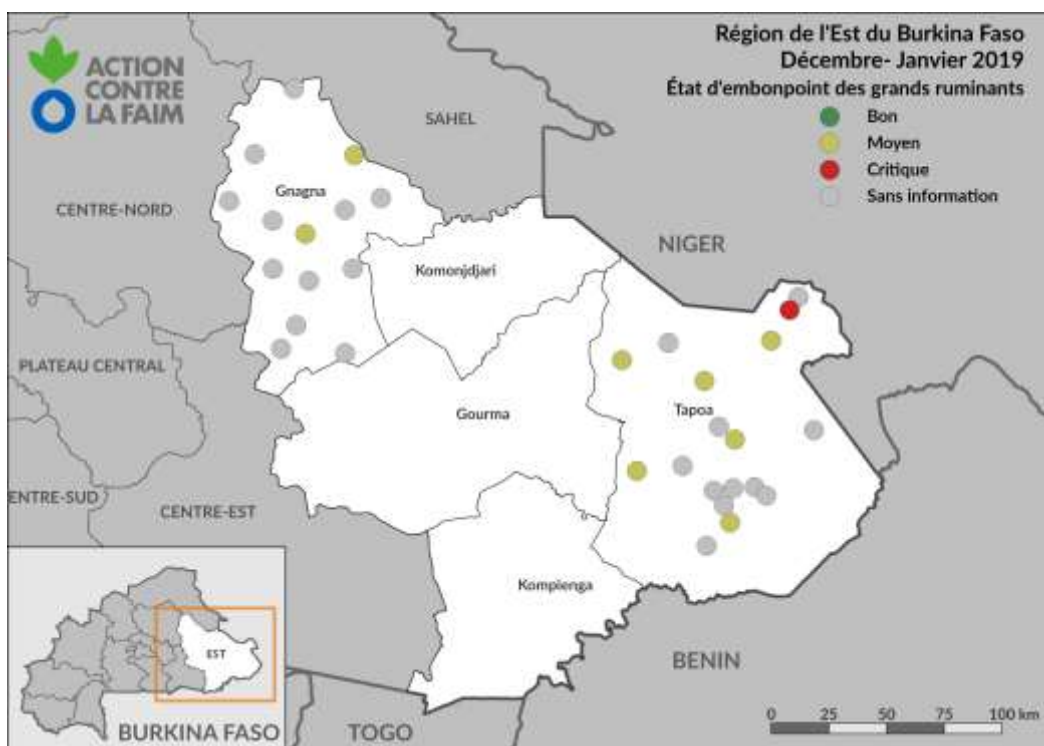 ACTION
CONTRE
LA FAIM
Région de l'Est du Burkina Faso
Décembre- Janvier 2019
État d'embonpoint des grands ruminants
Bon
Moyen
Critique
Sans information
SAHEL
Gnagna
CENTRE-NORD
NIGER
Komonjdjari
PLATEAU CENTRAL
Gourma
Tapoa
ENTRE-SUD
CENTRE-EST
Kompienga
EST
BENIN
BURKINA FASO
TOGO
0 25 50 75 100 km